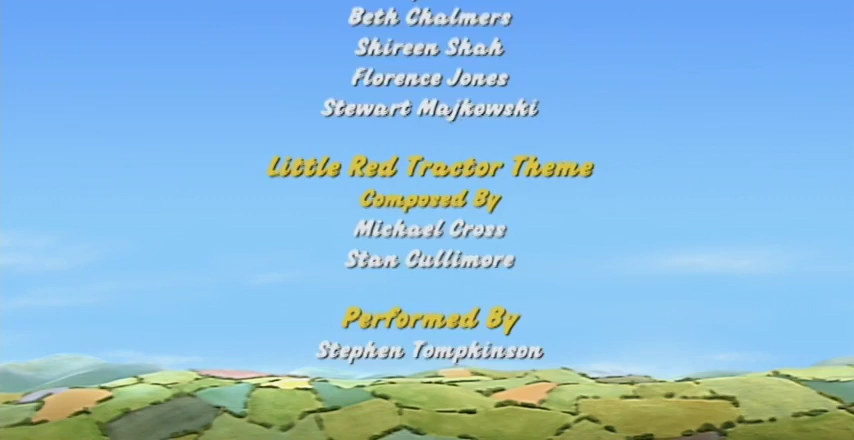 Beth Chalmers
Shireen Shah
Florence Jones
Stewart Majkowski
Little Red Tractor Theme
Composed By
Michael Cross
Stan Cullimore
Performed By
Stephen Tompkinson